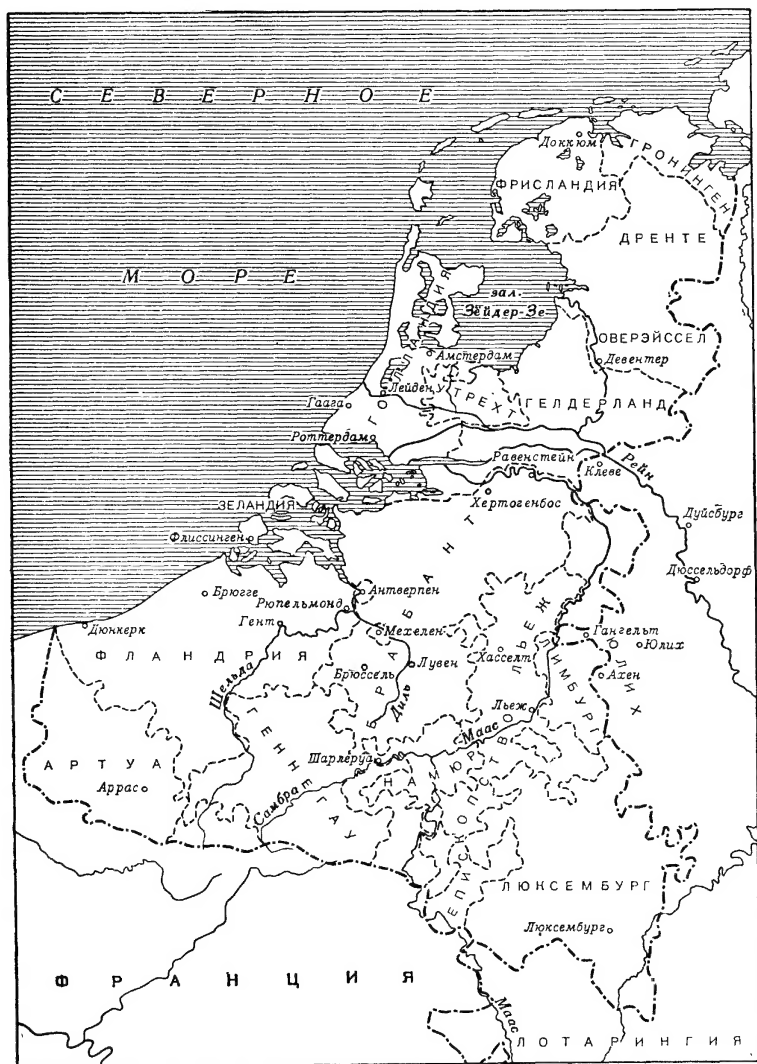 СЕВЕРНОЕ
МОРЕ
Доккюм
ГРОНИНГЕН
ФРИСЛАНДИЯ
ДРЕНТЕ
зал.
Зёйдер-Зе
ГОЛЛАНДИЯ
ОВЕРЭЙССЕЛ
Амстердам
Девентер
Лейден
УТРЕХТ
ГЕЛДЕРЛАНД
Гаага
Роттердам
Равенстейн
Клеве
Рейн
Хертогенбос
ЗЕЛАНДИЯ
Дуйсбург
Флиссинген
Дюссельдорф
БРАБАНТ
Брюгге
Антверпен
Рюпельмонд
Гент
Мехелен
Дюнкерк
ФЛАНДРИЯ
Гангельт
Юлих
Хасселт
ЛИМБУРГ
ЮЛИХ
Брюссель
Лувен
Ахен
Шельда
Диль
Льеж
Маас
ГЕННЕГАУ
Шарлеруа
АРТУА
НАМЮР
Аррас
Самбра
ЕПИСКОПСТВО ЛЬЕЖ
ЛЮКСЕМБУРГ
Люксембург
ФРАНЦИЯ
Маас
ЛОТАРИНГИЯ